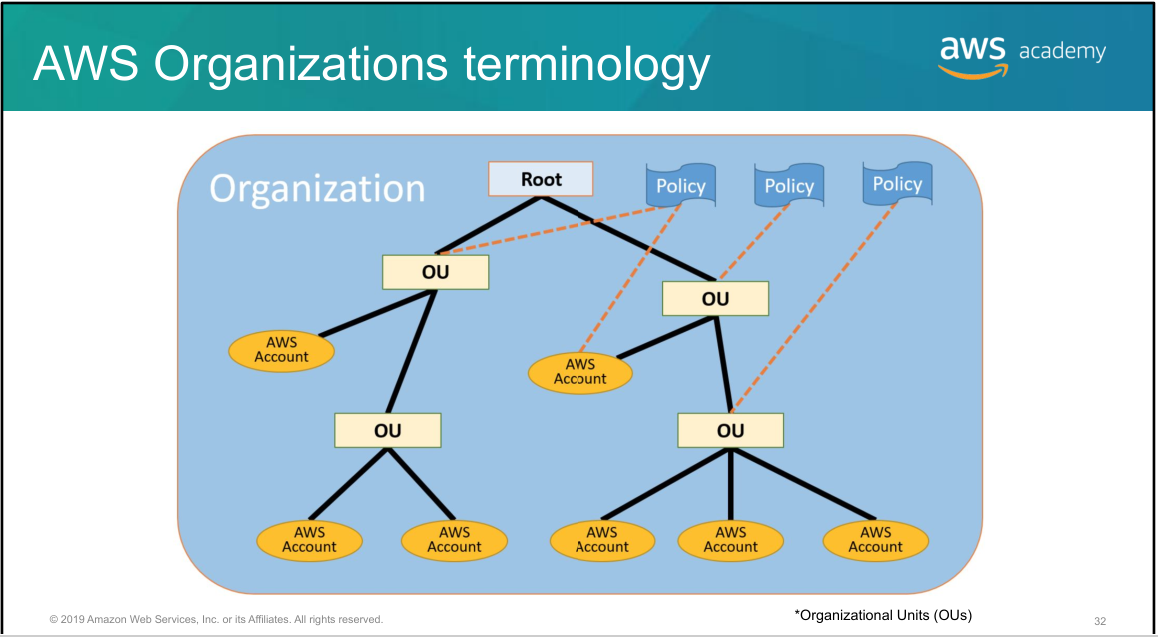 AWS Organizations terminology
aws academy
Organization
Root
Policy
Policy
Policy
OU
OU
AWS
Account
AWS
Account
OU
OU
AWS
Account
AWS
Account
AWS
Account
AWS
Account
AWS
Account
© 2019 Amazon Web Services, Inc. or its Affiliates. All rights reserved.
*Organizational Units (OUs)
32